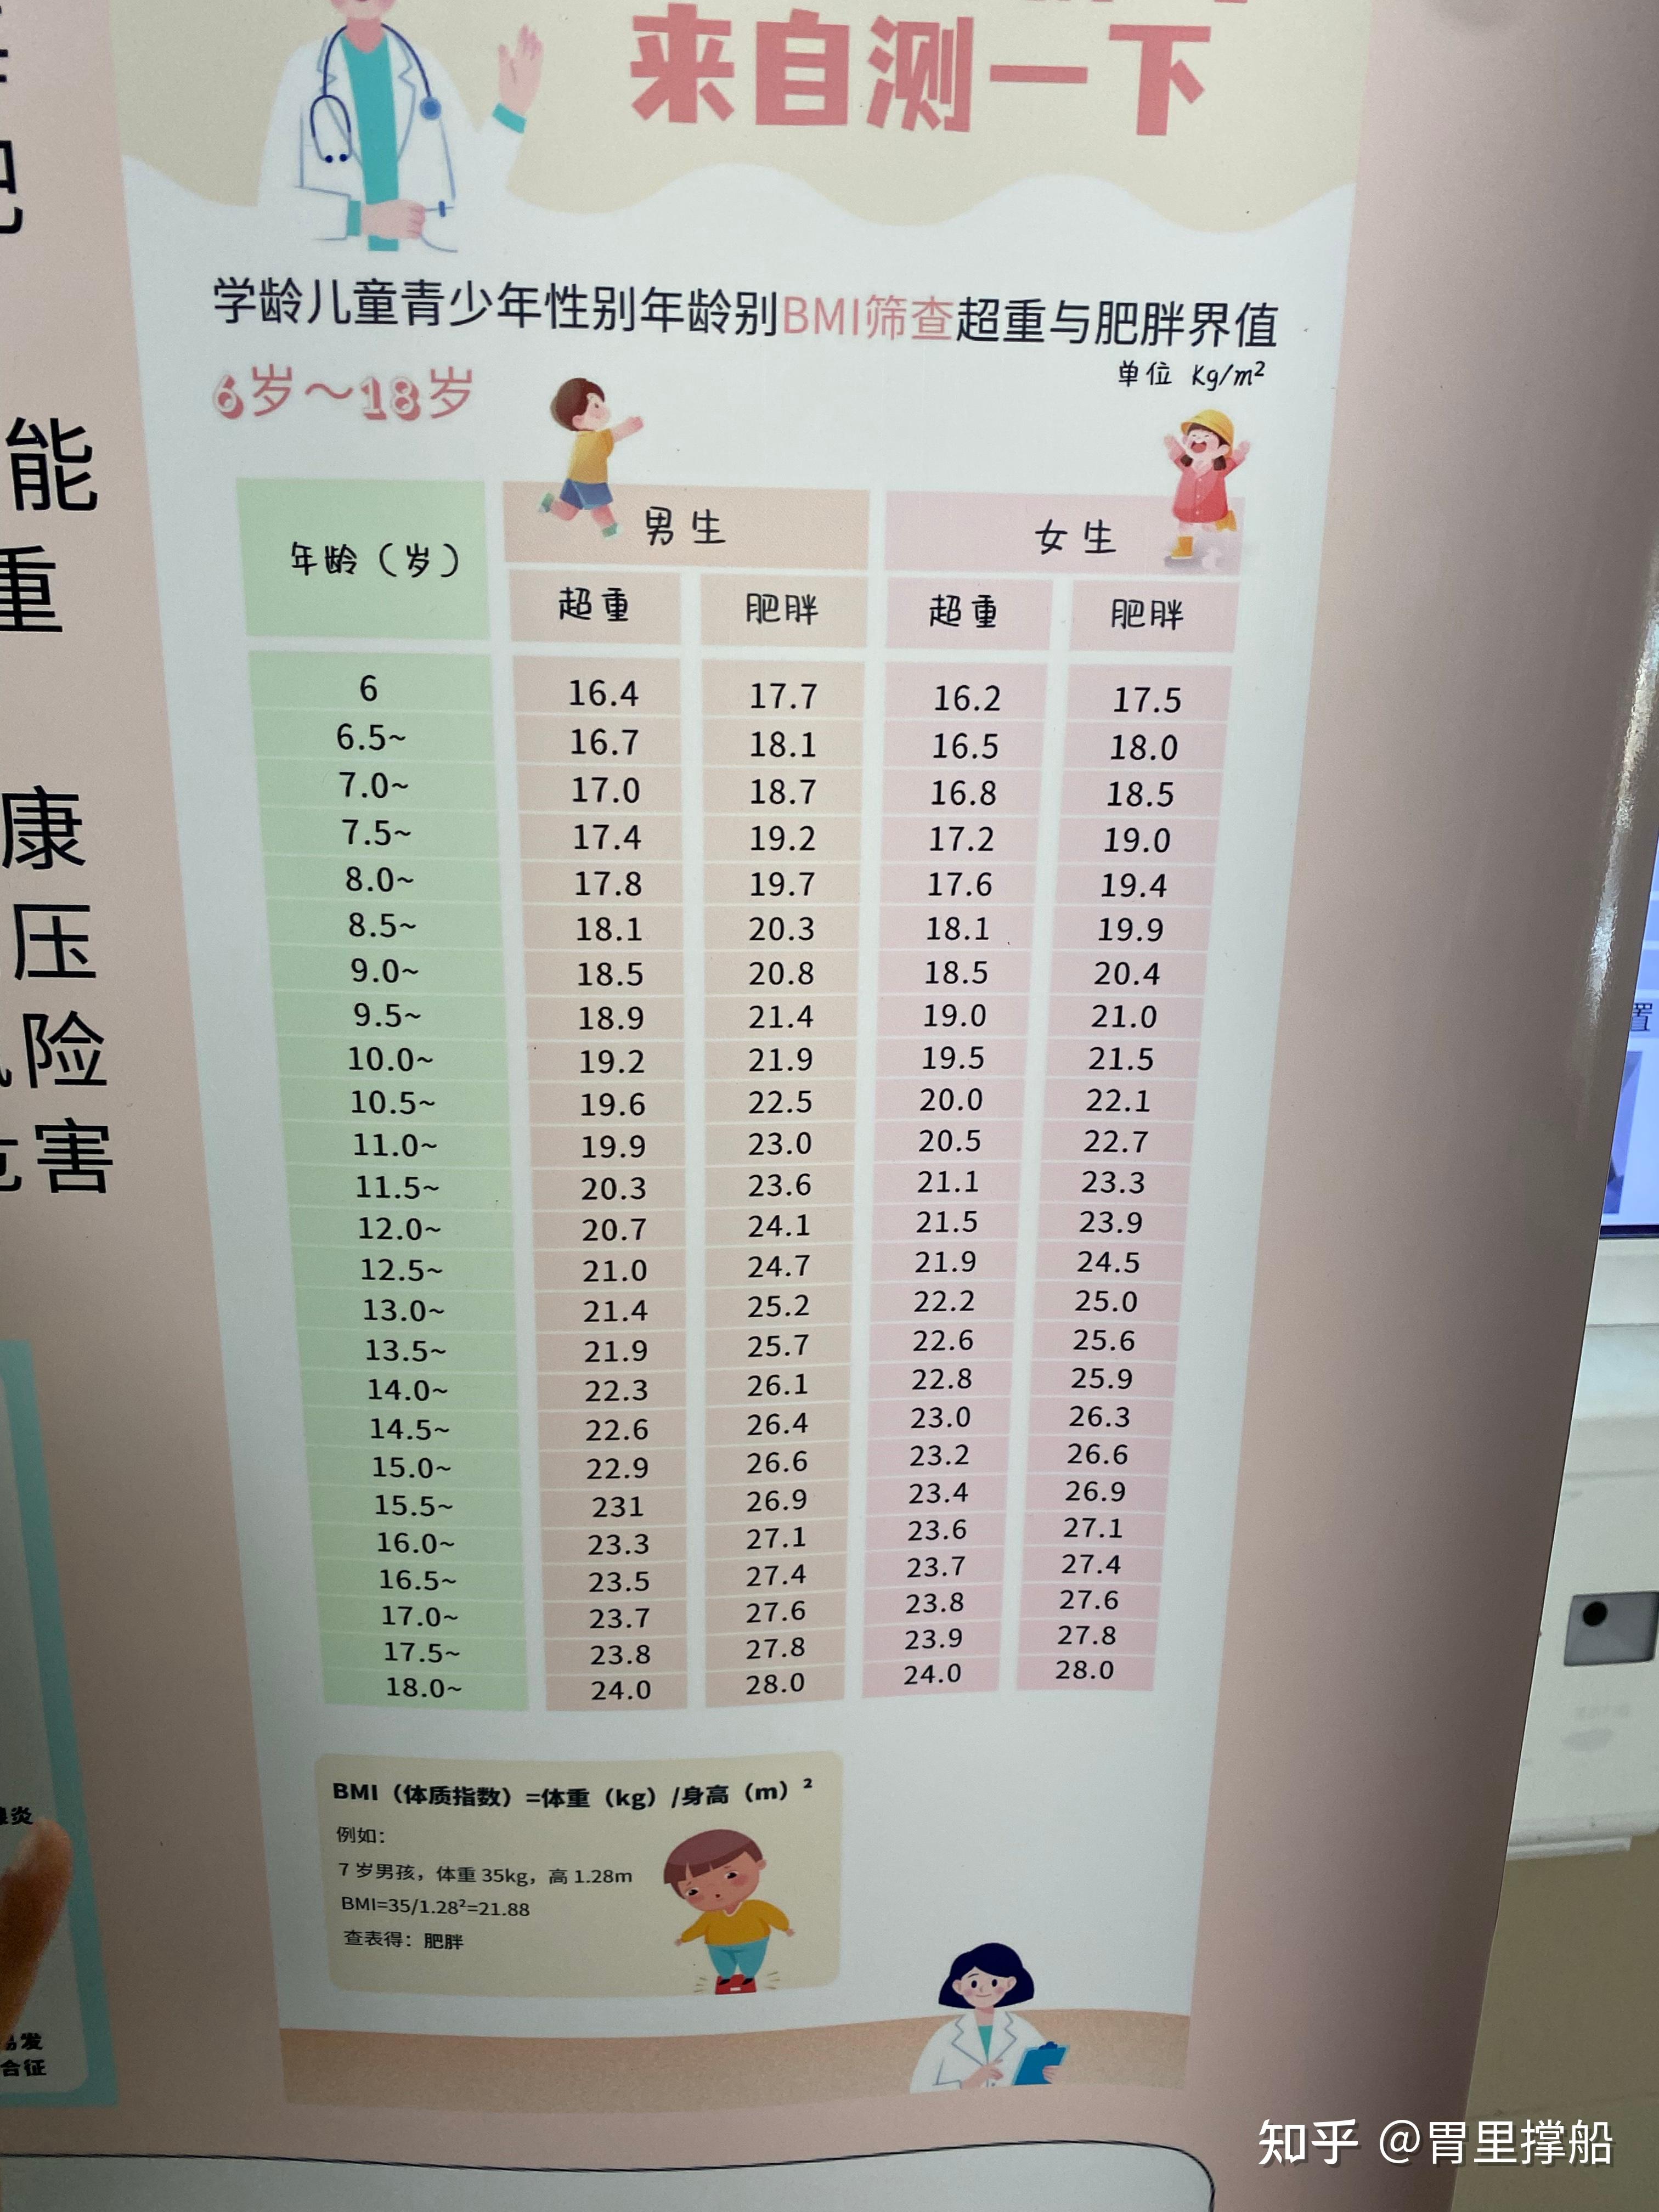 来自测一下
学龄儿童青少年性别年龄别BMI筛查超重与肥胖界值
单位 Kg/m²
6岁～18岁
年龄（岁） 男生 女生
超重 肥胖 超重 肥胖
6 16.4 17.7 16.2 17.5
6.5~ 16.7 18.1 16.5 18.0
7.0~ 17.0 18.7 16.8 18.5
7.5~ 17.4 19.2 17.2 19.0
8.0~ 17.8 19.7 17.6 19.4
8.5~ 18.1 20.3 18.1 19.9
9.0~ 18.5 20.8 18.5 20.4
9.5~ 18.9 21.4 19.0 21.0
10.0~ 19.2 21.9 19.5 21.5
10.5~ 19.6 22.5 20.0 22.1
11.0~ 19.9 23.0 20.5 22.7
11.5~ 20.3 23.6 21.1 23.3
12.0~ 20.7 24.1 21.5 23.9
12.5~ 21.0 24.7 21.9 24.5
13.0~ 21.4 25.2 22.2 25.0
13.5~ 21.9 25.7 22.6 25.6
14.0~ 22.3 26.1 22.8 25.9
14.5~ 22.6 26.4 23.0 26.3
15.0~ 22.9 26.6 23.2 26.6
15.5~ 231 26.9 23.4 26.9
16.0~ 23.3 27.1 23.6 27.1
16.5~ 23.5 27.4 23.7 27.4
17.0~ 23.7 27.6 23.8 27.6
17.5~ 23.8 27.8 23.9 27.8
18.0~ 24.0 28.0 24.0 28.0
BMI（体质指数）=体重（kg）/身高（m）²
例如：
7 岁男孩，体重 35kg，高 1.28m
BMI=35/1.28²=21.88
查表得：肥胖
能
重
康
压
险
害
炎
发
合征
置
知乎 @胃里撑船